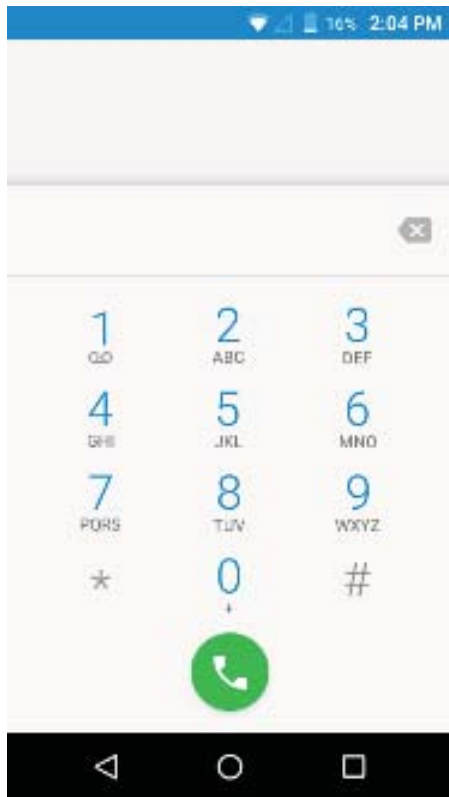 16% 2:04 PM
1 2 3
ABC DEF
4 5 6
GHI JKL MNO
7 8 9
PQRS TUV WXYZ
* 0 #
+